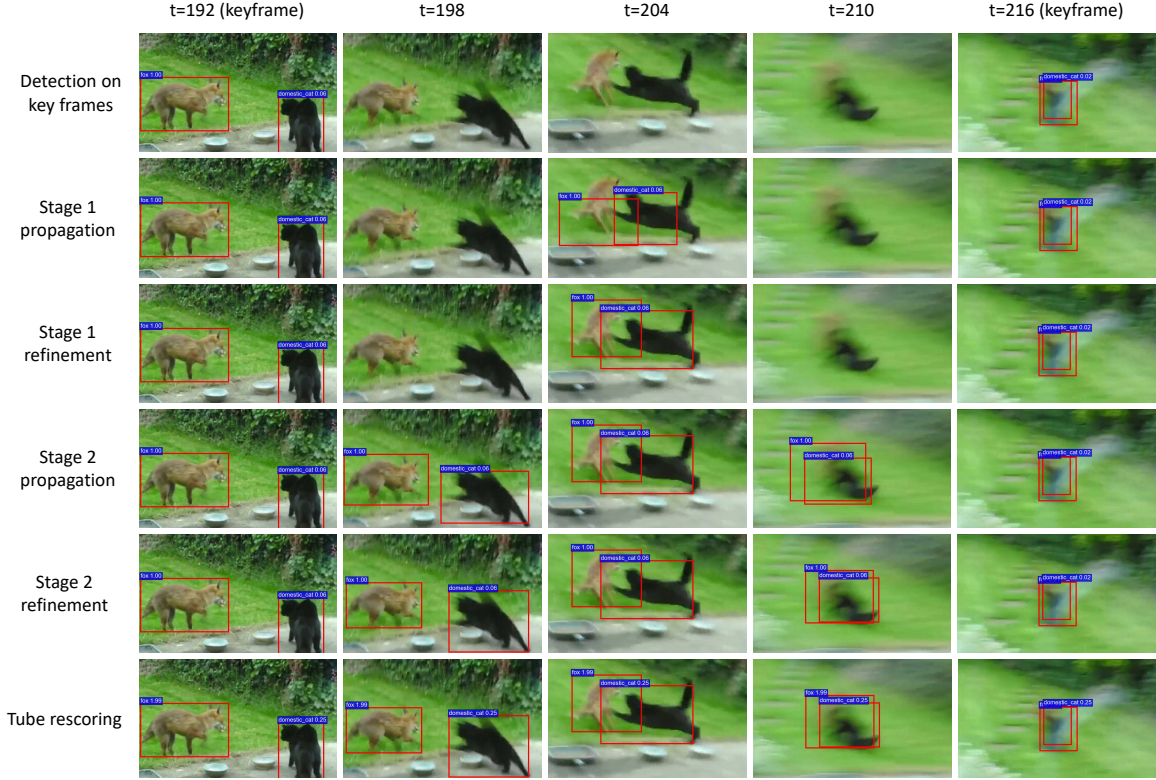 t=192 (keyframe) t=198 t=204 t=210 t=216 (keyframe)
Detection on
key frames
fox 1.00
domestic_cat 0.06
domestic_cat 0.02
Stage 1
propagation
fox 1.00
domestic_cat 0.06
fox 1.00
domestic_cat 0.06
domestic_cat 0.02
Stage 1
refinement
fox 1.00
domestic_cat 0.06
fox 1.00
domestic_cat 0.06
domestic_cat 0.02
Stage 2
propagation
fox 1.00
domestic_cat 0.06
fox 1.00
domestic_cat 0.06
fox 1.00
domestic_cat 0.06
fox 1.00
domestic_cat 0.06
domestic_cat 0.02
Stage 2
refinement
fox 1.00
domestic_cat 0.06
fox 1.00
domestic_cat 0.06
fox 1.00
domestic_cat 0.06
fox 1.00
domestic_cat 0.06
domestic_cat 0.02
Tube rescoring
fox 1.99
domestic_cat 0.25
fox 1.99
domestic_cat 0.25
fox 1.99
domestic_cat 0.25
fox 1.99
domestic_cat 0.25
domestic_cat 0.25